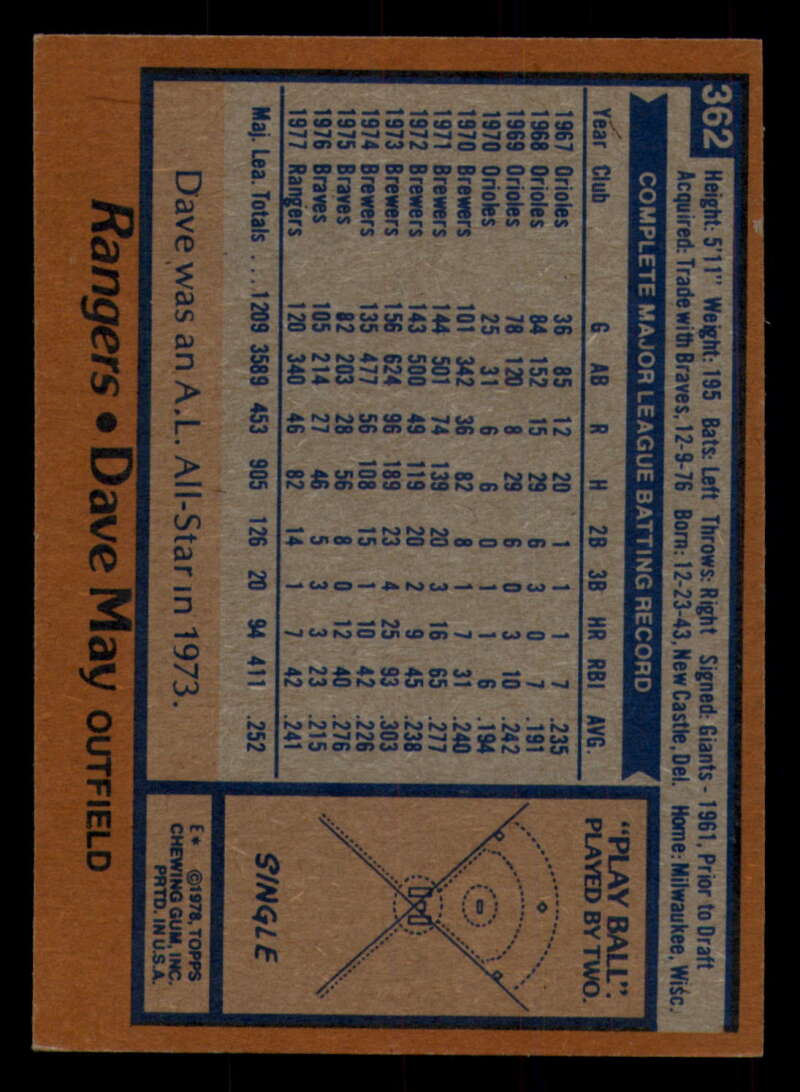 362
Height: 5'11" Weight: 195 Bats: Left Throws: Right Signed: Giants - 1961, Prior to Draft
Acquired: Trade with Braves, 12-9-76 Born: 12-23-43, New Castle, Del. Home: Milwaukee, Wisc.
COMPLETE MAJOR LEAGUE BATTING RECORD
Year Club G AB R H 2B 3B HR RBI AVG.
1967 Orioles 36 85 12 20 1 1 1 7 .235
1968 Orioles 84 152 15 29 6 3 0 7 .191
1969 Orioles 78 120 8 29 6 0 3 10 .242
1970 Orioles 25 31 6 6 0 1 1 6 .194
1970 Brewers 101 342 36 82 8 1 7 31 .240
1971 Brewers 144 501 74 139 20 3 16 65 .277
1972 Brewers 143 500 49 119 20 2 9 45 .238
1973 Brewers 156 624 96 189 23 4 25 93 .303
1974 Brewers 135 477 56 108 15 1 10 42 .226
1975 Braves 82 203 28 56 8 0 12 40 .276
1976 Braves 105 214 27 46 5 3 3 23 .215
1977 Rangers 120 340 46 82 14 1 7 42 .241
Maj. Lea. Totals ... 1209 3589 453 905 126 20 94 411 .252
Dave was an A.L. All-Star in 1973.
"PLAY BALL"
PLAYED BY TWO.
SINGLE
E* ©1978, TOPPS
CHEWING GUM, INC.
PRTD. IN U.S.A.
Rangers • Dave May OUTFIELD